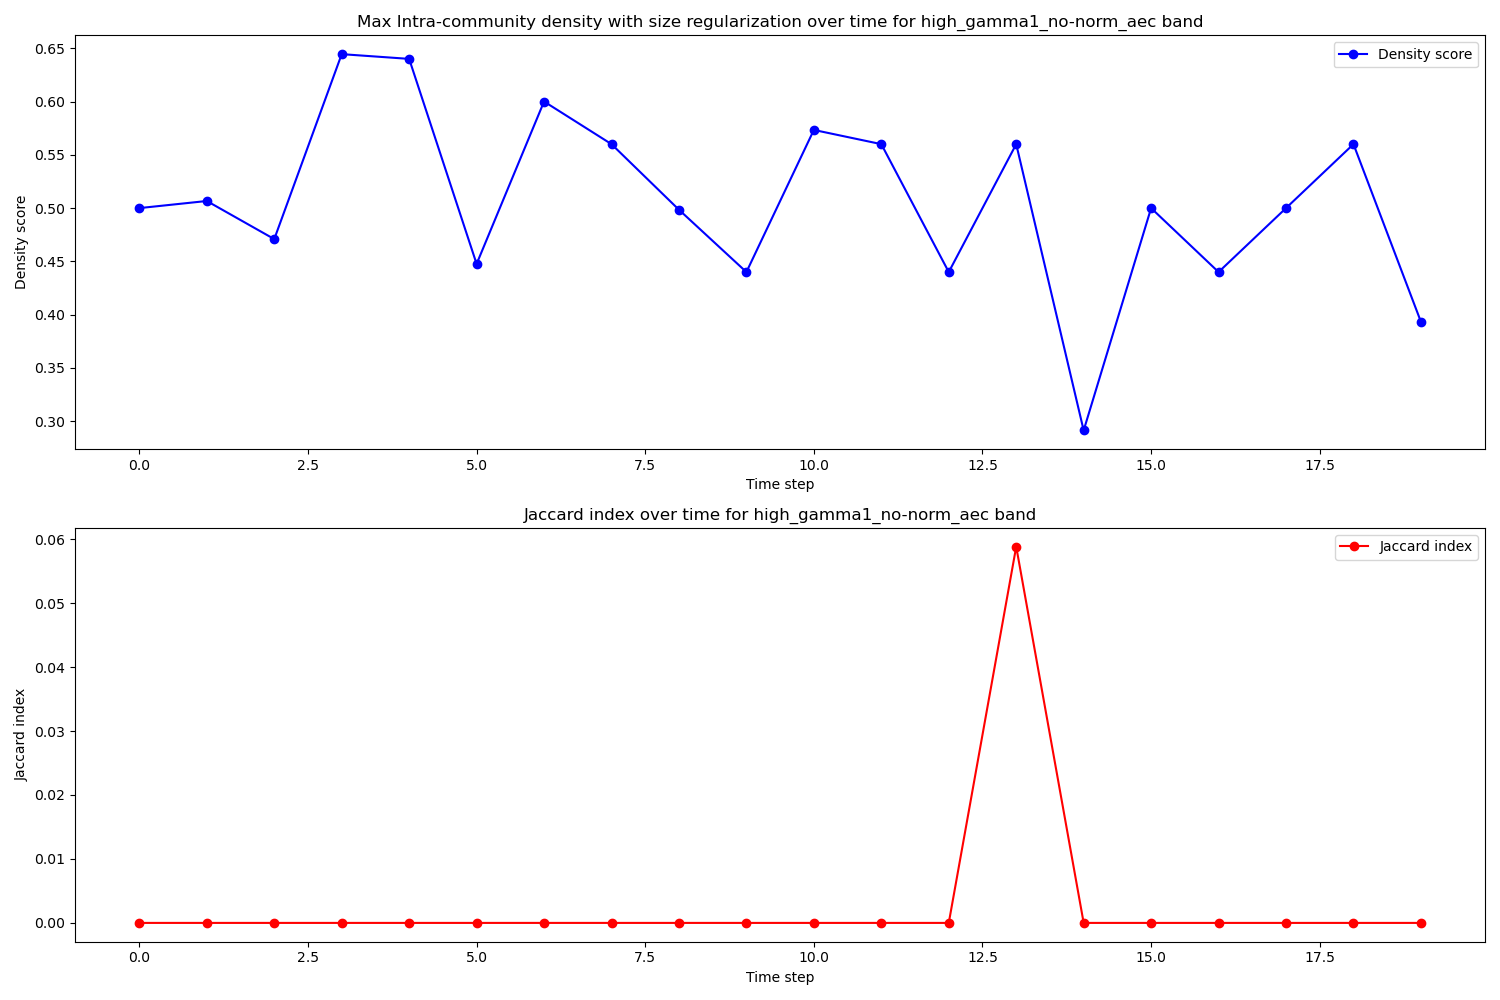 Max Intra-community density with size regularization over time for high_gamma1_no-norm_aec band
Density score
0.65
0.60
0.55
0.50
0.45
0.40
0.35
0.30
Density score
0.0 2.5 5.0 7.5 10.0 12.5 15.0 17.5
Time step
Jaccard index over time for high_gamma1_no-norm_aec band
Jaccard index
0.06
0.05
0.04
0.03
0.02
0.01
0.00
Jaccard index
0.0 2.5 5.0 7.5 10.0 12.5 15.0 17.5
Time step